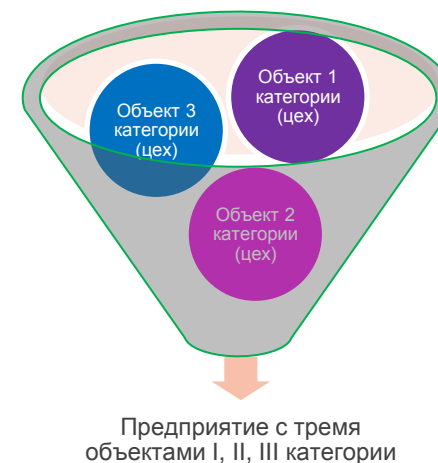 Объект 1
категории
(цех)
Объект 3
категории
(цех)
Объект 2
категории
(цех)
Предприятие с тремя
объектами I, II, III категории